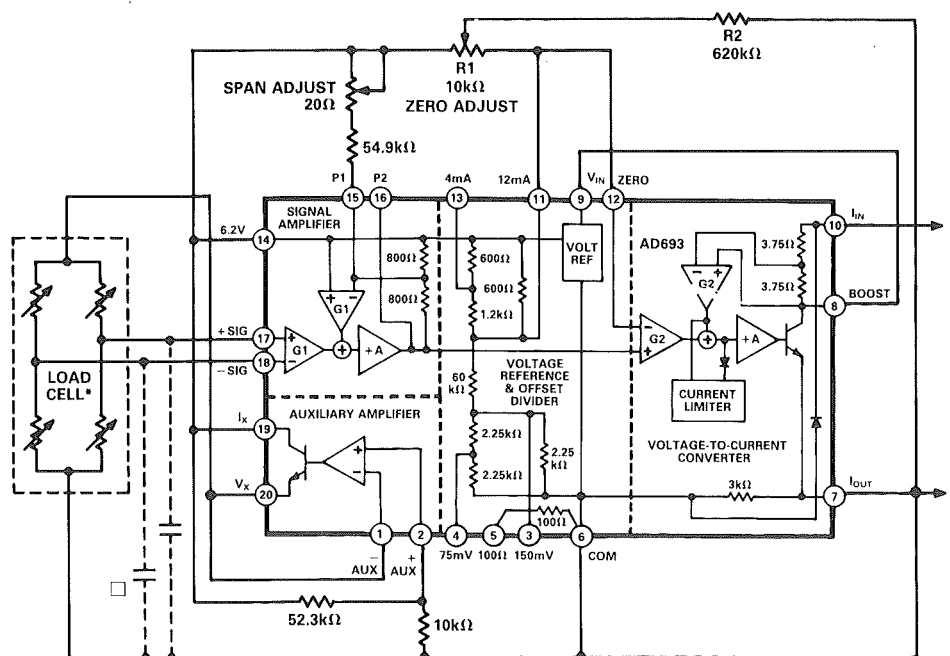 R2
620kΩ
SPAN ADJUST
20Ω
R1
10kΩ
ZERO ADJUST
54.9kΩ
P1
P2
4mA
12mA
VIN
ZERO
15
16
13
11
9
12
SIGNAL
AMPLIFIER
6.2V
14
800Ω
800Ω
600Ω
600Ω
1.2kΩ
VOLT
REF
AD693
3.75Ω
3.75Ω
10
IIN
8
BOOST
+
-
G1
-
+
G2
+SIG
17
-SIG
18
+
-
G1
+
+A
-
+
G2
+
+A
CURRENT
LIMITER
LOAD
CELL*
60
kΩ
VOLTAGE
REFERENCE
& OFFSET
DIVIDER
AUXILIARY AMPLIFIER
IX
19
+
-
2.25kΩ
2.25kΩ
2.25
kΩ
VOLTAGE-TO-CURRENT
CONVERTER
VX
20
3kΩ
7
IOUT
100Ω
1
2
4
5
3
6
-
AUX
+
AUX
75mV
100Ω
150mV
COM
52.3kΩ
10kΩ